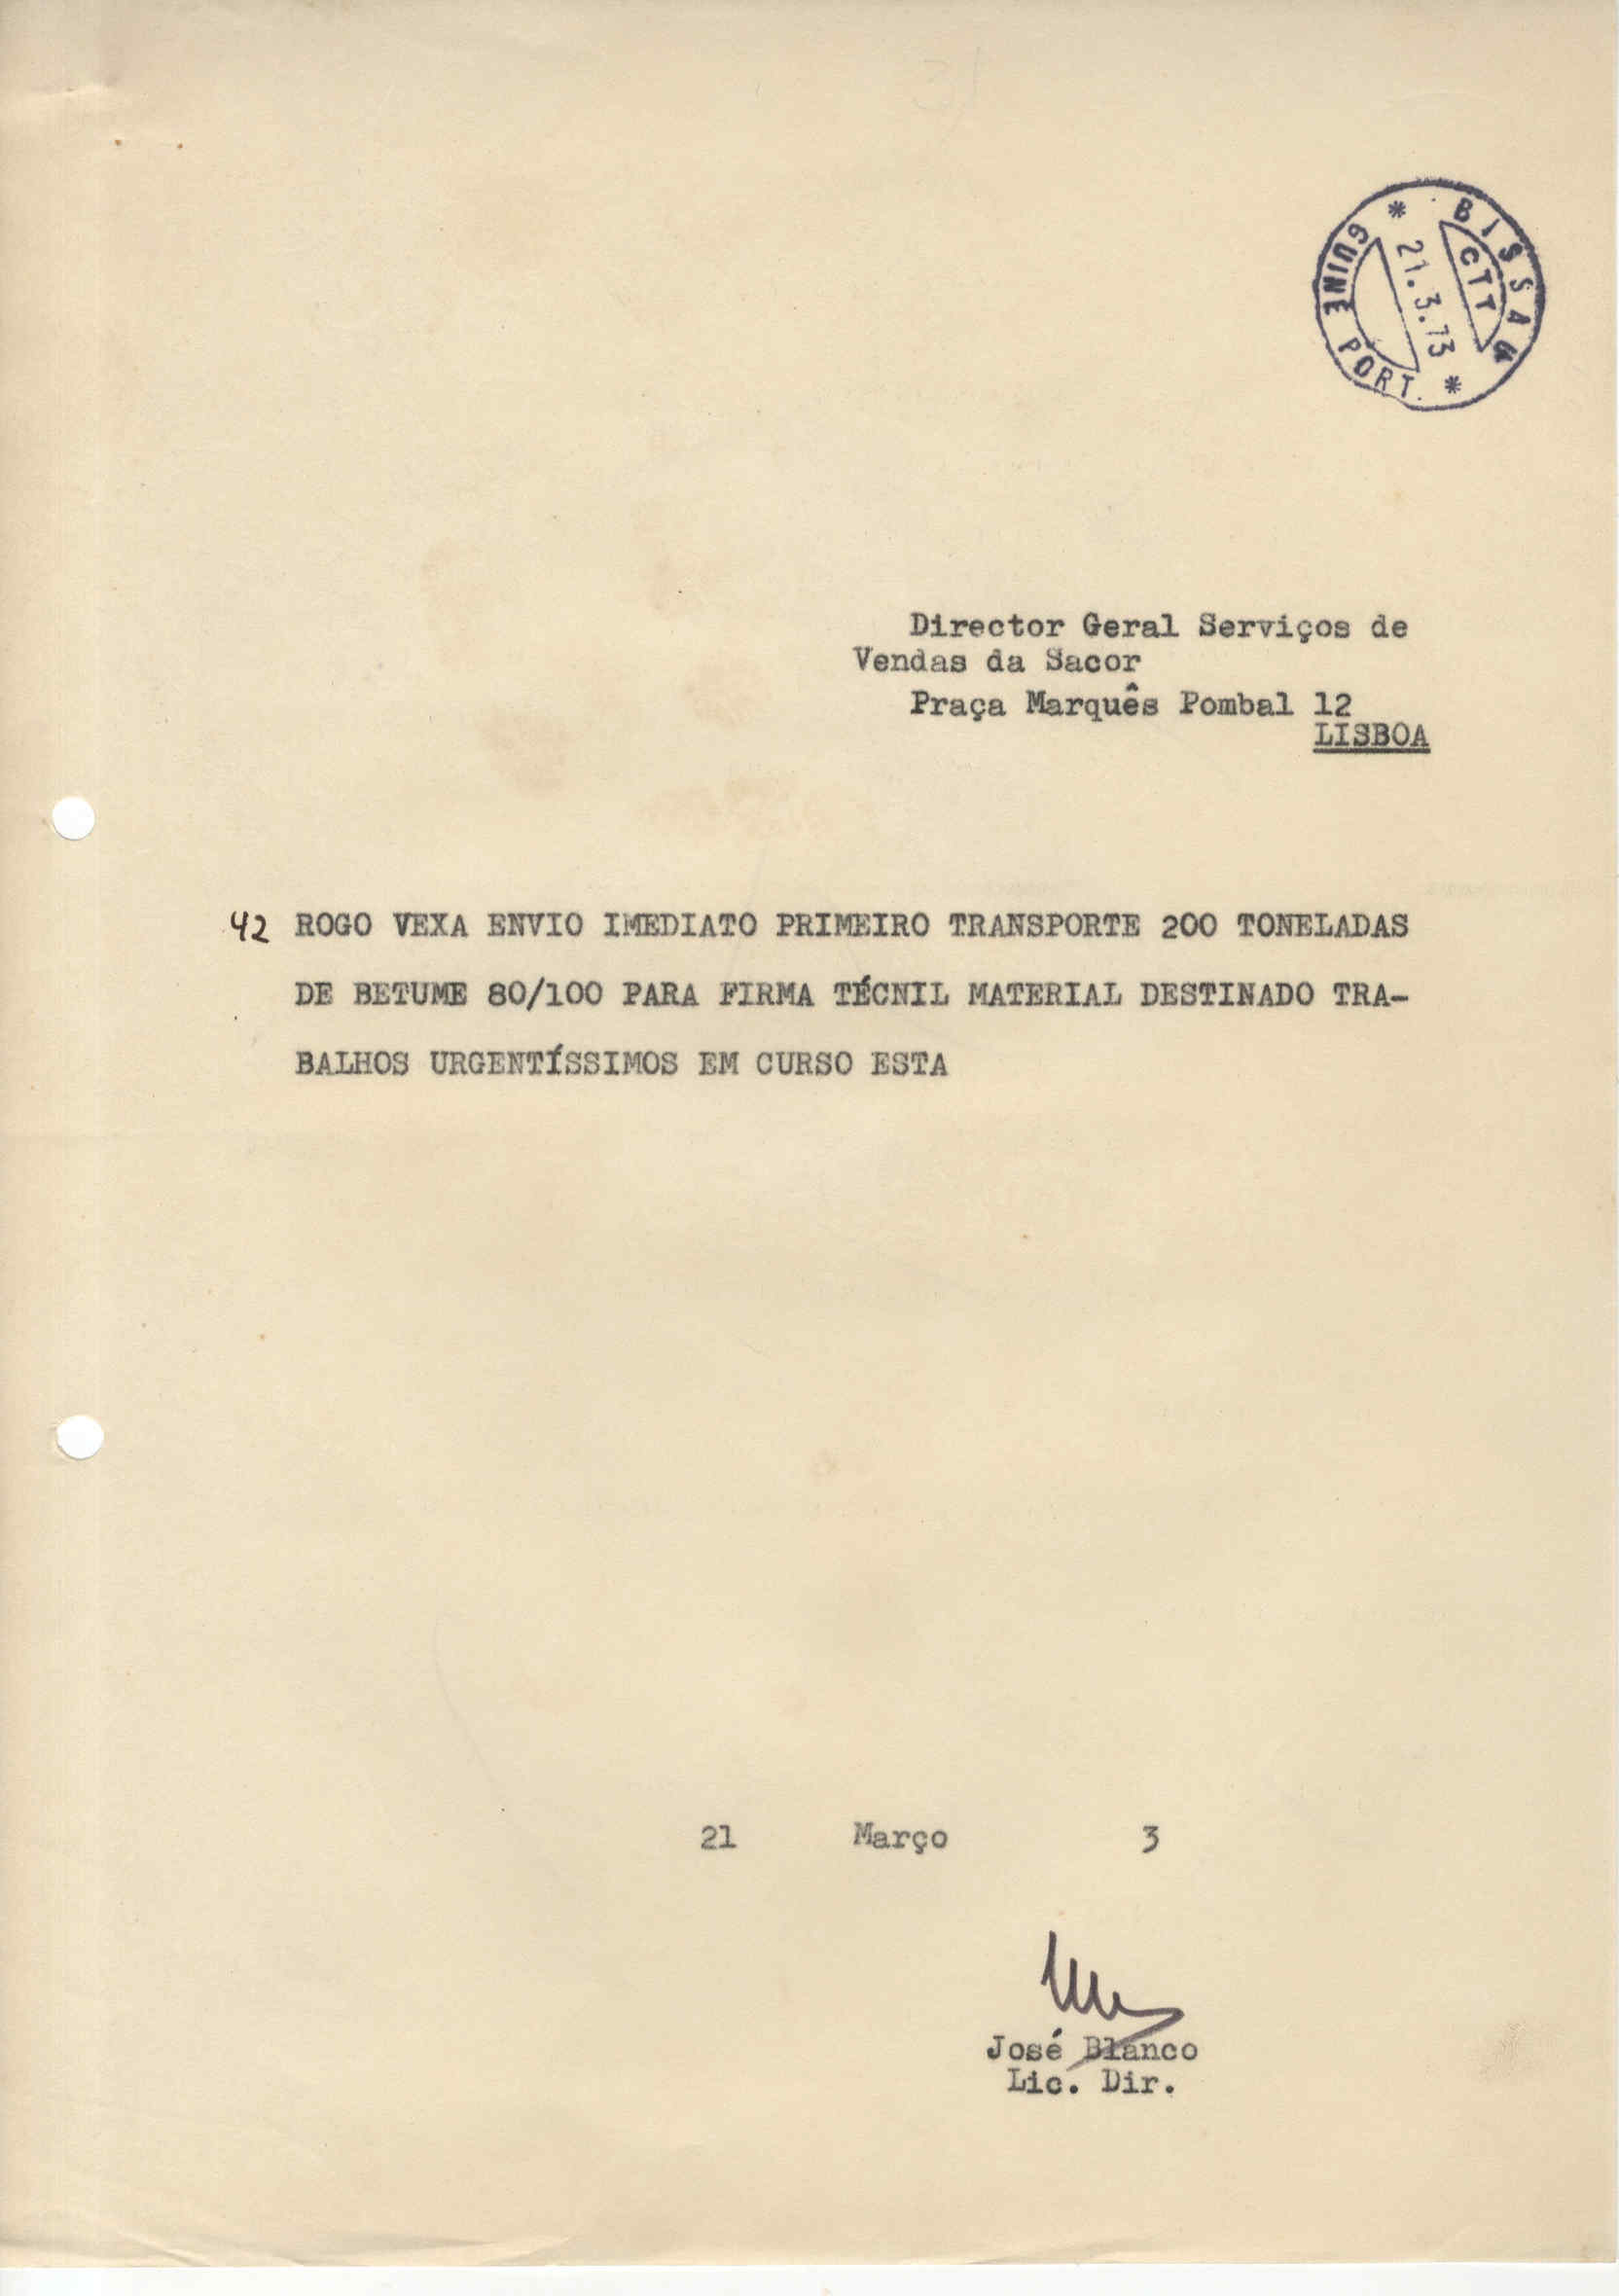 BISSAU
CTT
21.3.73
GUINE PORT.
Director Geral Serviços de
Vendas da Sacor
Praça Marquês Pombal 12
LISBOA
42 ROGO VEXA ENVIO IMEDIATO PRIMEIRO TRANSPORTE 200 TONELADAS
DE BETUME 80/100 PARA FIRMA TÉCNIL MATERIAL DESTINADO TRA-
BALHOS URGENTÍSSIMOS EM CURSO ESTA
21 Março 3
José Blanco
Lic. Dir.